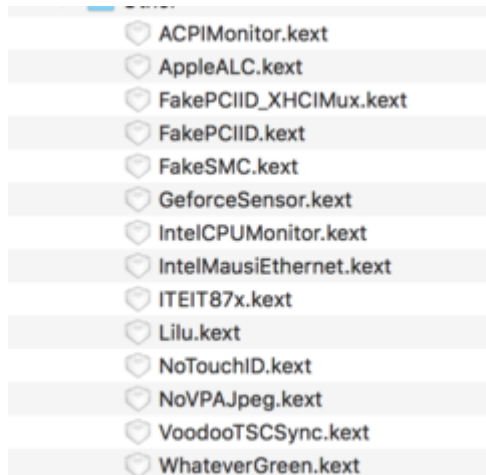 ACPIMonitor.kext
AppleALC.kext
FakePCIID_XHCIMux.kext
FakePCIID.kext
FakeSMC.kext
GeforceSensor.kext
IntelCPUMonitor.kext
IntelMausiEthernet.kext
ITEIT87x.kext
Lilu.kext
NoTouchID.kext
NoVPAJpeg.kext
VoodooTSCSync.kext
WhateverGreen.kext